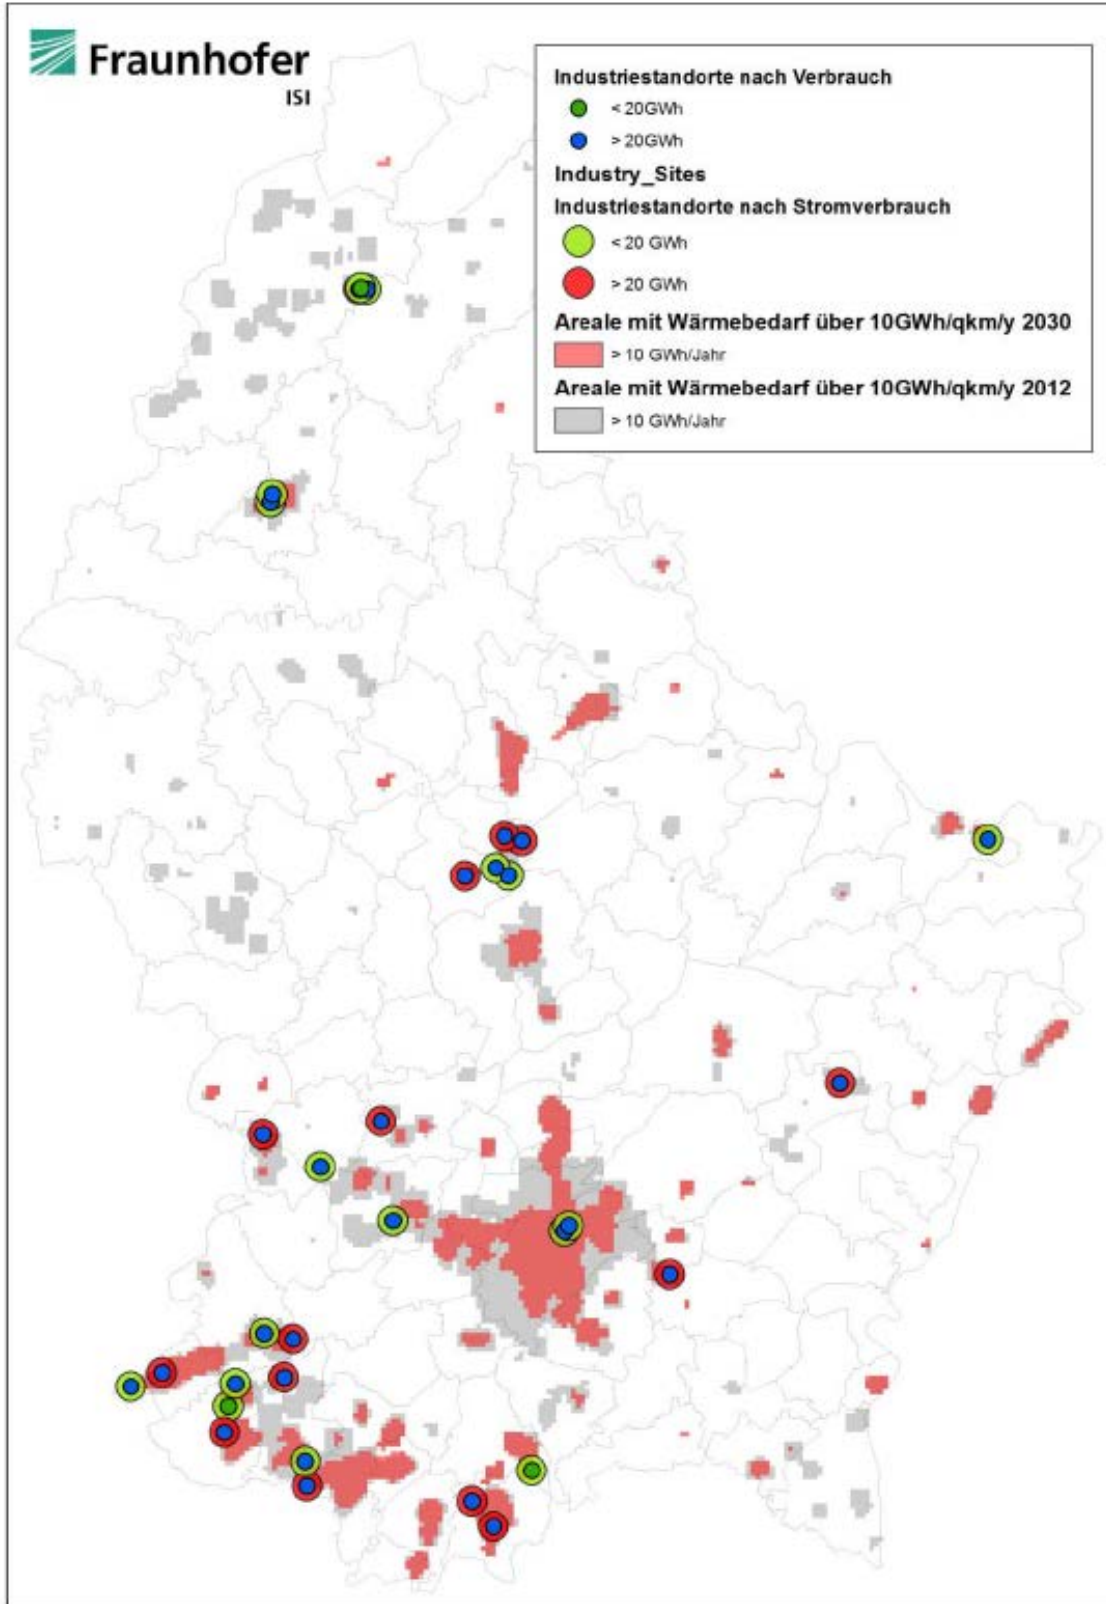 Fraunhofer
ISI
Industriestandorte nach Verbrauch
< 20GWh
> 20GWh
Industry_Sites
Industriestandorte nach Stromverbrauch
< 20 GWh
> 20 GWh
Areale mit Wärmebedarf über 10GWh/qkm/y 2030
> 10 GWh/Jahr
Areale mit Wärmebedarf über 10GWh/qkm/y 2012
> 10 GWh/Jahr